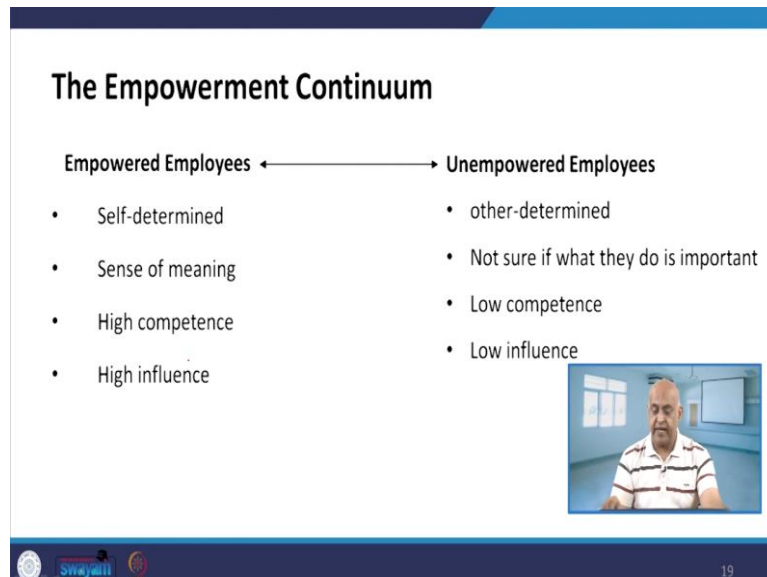 The Empowerment Continuum
Empowered Employees
• Self-determined
• Sense of meaning
• High competence
• High influence
Unempowered Employees
• other-determined
• Not sure if what they do is important
• Low competence
• Low influence
swayam
19